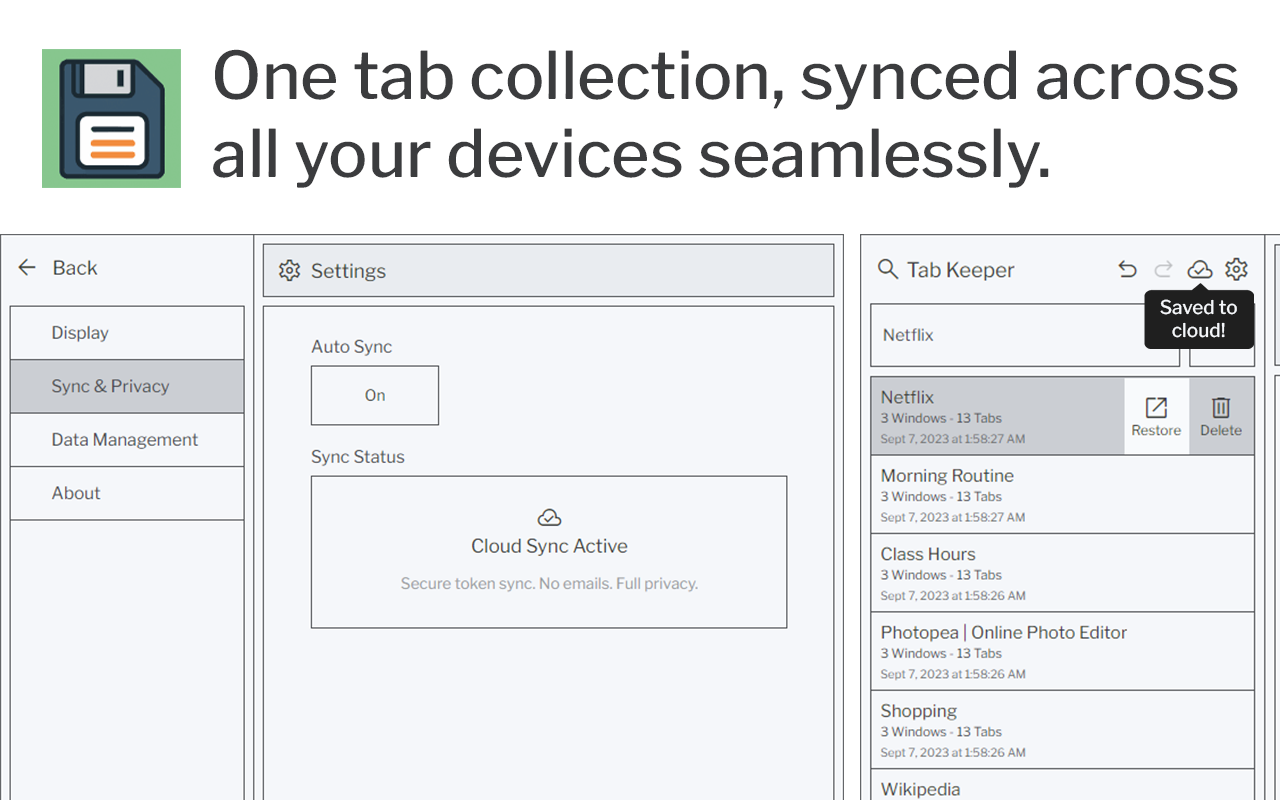 One tab collection, synced across
all your devices seamlessly.
Back
Display
Sync & Privacy
Data Management
About
Settings
Auto Sync
On
Sync Status
Cloud Sync Active
Secure token sync. No emails. Full privacy.
Tab Keeper
Saved to
cloud!
Netflix
Netflix
3 Windows - 13 Tabs
Sept 7, 2023 at 1:58:27 AM
Restore
Delete
Morning Routine
3 Windows - 13 Tabs
Sept 7, 2023 at 1:58:27 AM
Class Hours
3 Windows - 13 Tabs
Sept 7, 2023 at 1:58:26 AM
Photopea | Online Photo Editor
3 Windows - 13 Tabs
Sept 7, 2023 at 1:58:26 AM
Shopping
3 Windows - 13 Tabs
Sept 7, 2023 at 1:58:26 AM
Wikipedia